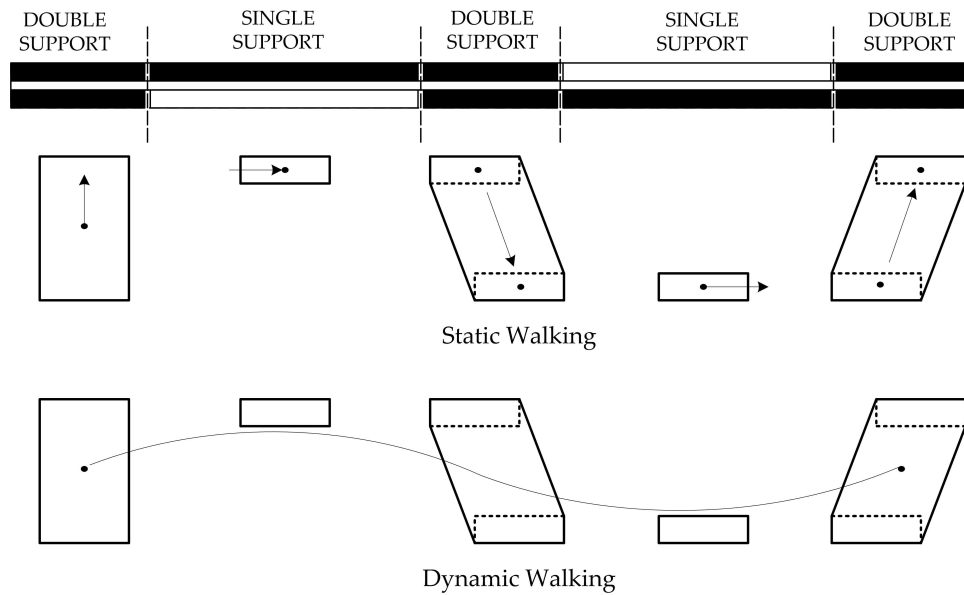 DOUBLE
SUPPORT
SINGLE
SUPPORT
DOUBLE
SUPPORT
SINGLE
SUPPORT
DOUBLE
SUPPORT
Static Walking
Dynamic Walking